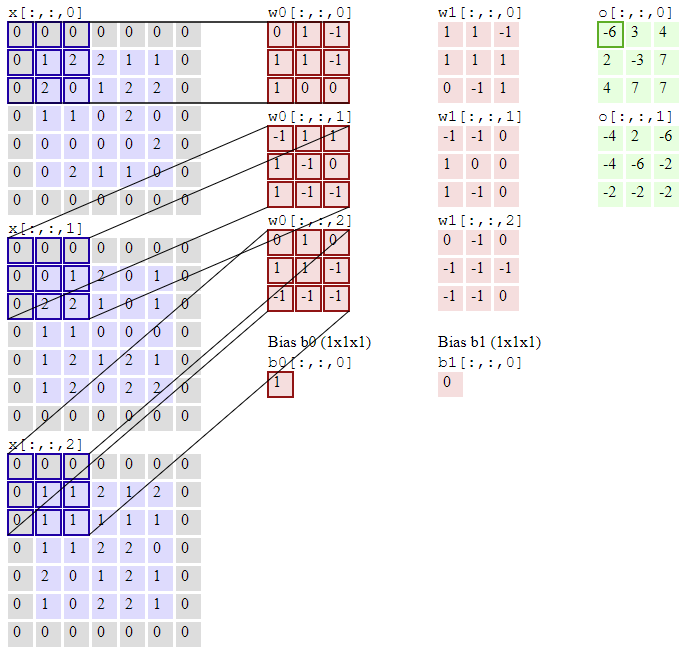 x[:,:,0]
0 0 0 0 0 0 0
0 1 2 2 1 1 0
0 2 0 1 2 2 0
0 1 1 0 2 0 0
0 0 0 0 0 2 0
0 0 2 1 1 0 0
0 0 0 0 0 0 0
x[:,:,1]
0 0 0 0 0 0 0
0 0 1 2 0 1 0
0 2 2 1 0 1 0
0 1 1 0 0 0 0
0 1 2 1 2 1 0
0 1 2 0 2 2 0
0 0 0 0 0 0 0
x[:,:,2]
0 0 0 0 0 0 0
0 1 1 2 1 2 0
0 1 1 1 1 1 0
0 1 1 2 2 0 0
0 2 0 1 2 1 0
0 1 0 2 2 1 0
0 0 0 0 0 0 0
w0[:,:,0]
0 1 -1
1 1 -1
1 0 0
w0[:,:,1]
-1 1 1
1 -1 0
1 -1 -1
w0[:,:,2]
0 1 0
1 1 -1
-1 -1 -1
Bias b0 (1x1x1)
b0[:,:,0]
1
w1[:,:,0]
1 1 -1
1 1 1
0 -1 1
w1[:,:,1]
-1 -1 0
1 0 0
1 -1 0
w1[:,:,2]
0 -1 0
-1 -1 -1
-1 -1 0
Bias b1 (1x1x1)
b1[:,:,0]
0
o[:,:,0]
-6 3 4
2 -3 7
4 7 7
o[:,:,1]
-4 2 -6
-4 -6 -2
-2 -2 -2